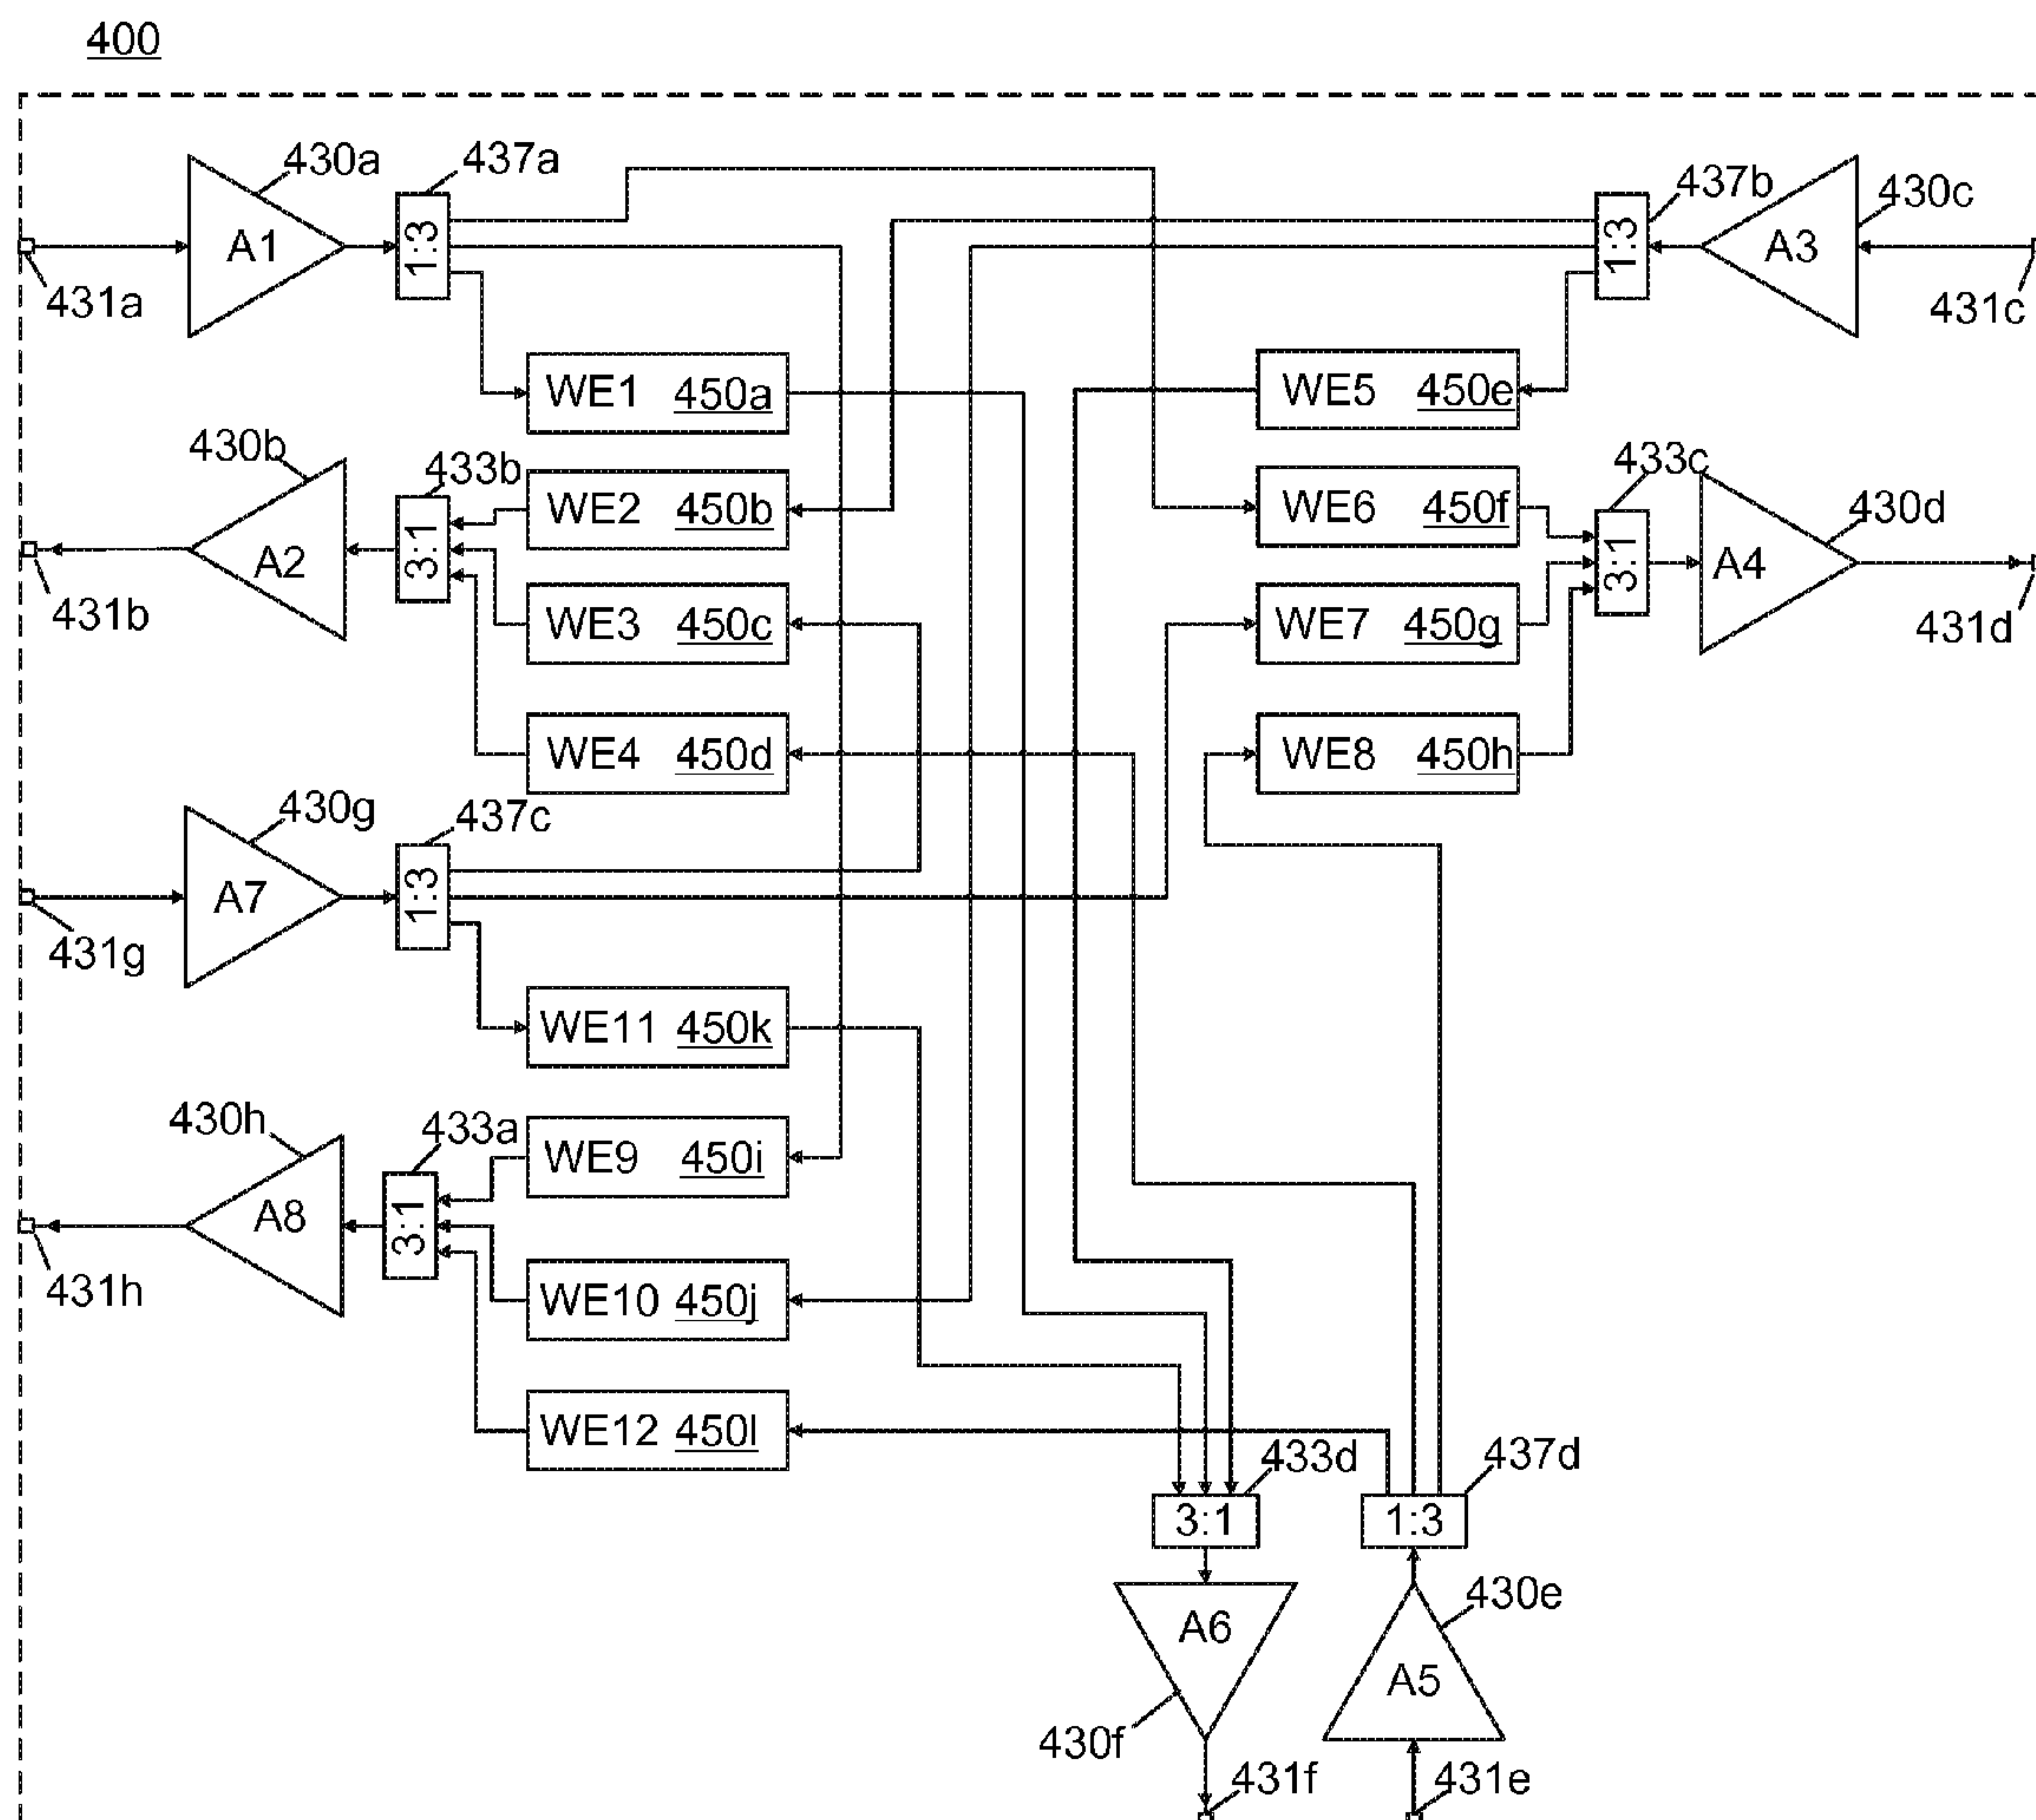 400
430a
437a
A1
1:3
431a
437b
430c
1:3
A3
431c
WE1 450a
WE5 450e
430b
433b
A2
3:1
431b
WE2 450b
WE3 450c
WE4 450d
WE6 450f
WE7 450g
WE8 450h
433c
3:1
430d
A4
431d
430g
437c
A7
1:3
431g
WE11 450k
430h
433a
A8
3:1
431h
WE9 450i
WE10 450j
WE12 450l
433d
437d
3:1
1:3
A6
430e
A5
430f
431f
431e